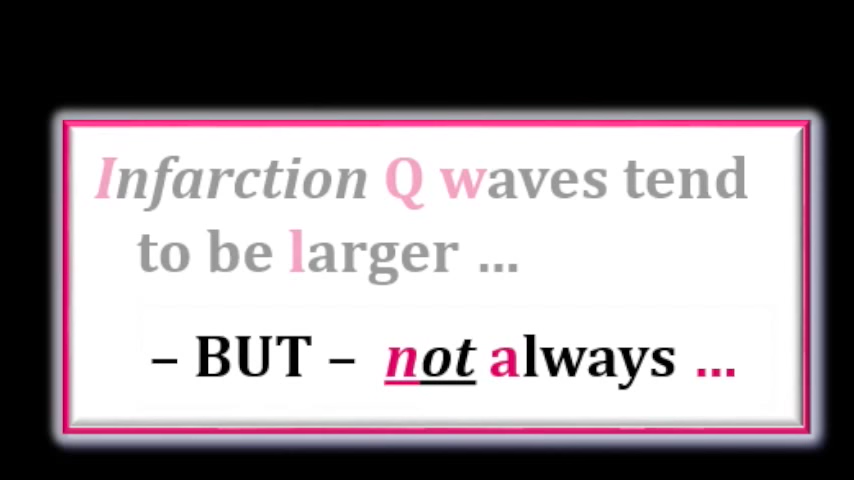 Infarction Q waves tend
to be larger ...
– BUT – not always ...